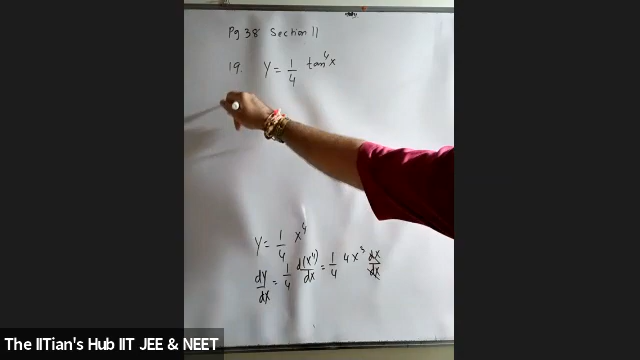 Pg 38 Section 11
19. y = 1/4 tan⁴x
y = 1/4 x⁴
dy/dx = 1/4 d(x⁴)/dx = 1/4 4x³ dx/dx
The IITian's Hub IIT JEE & NEET